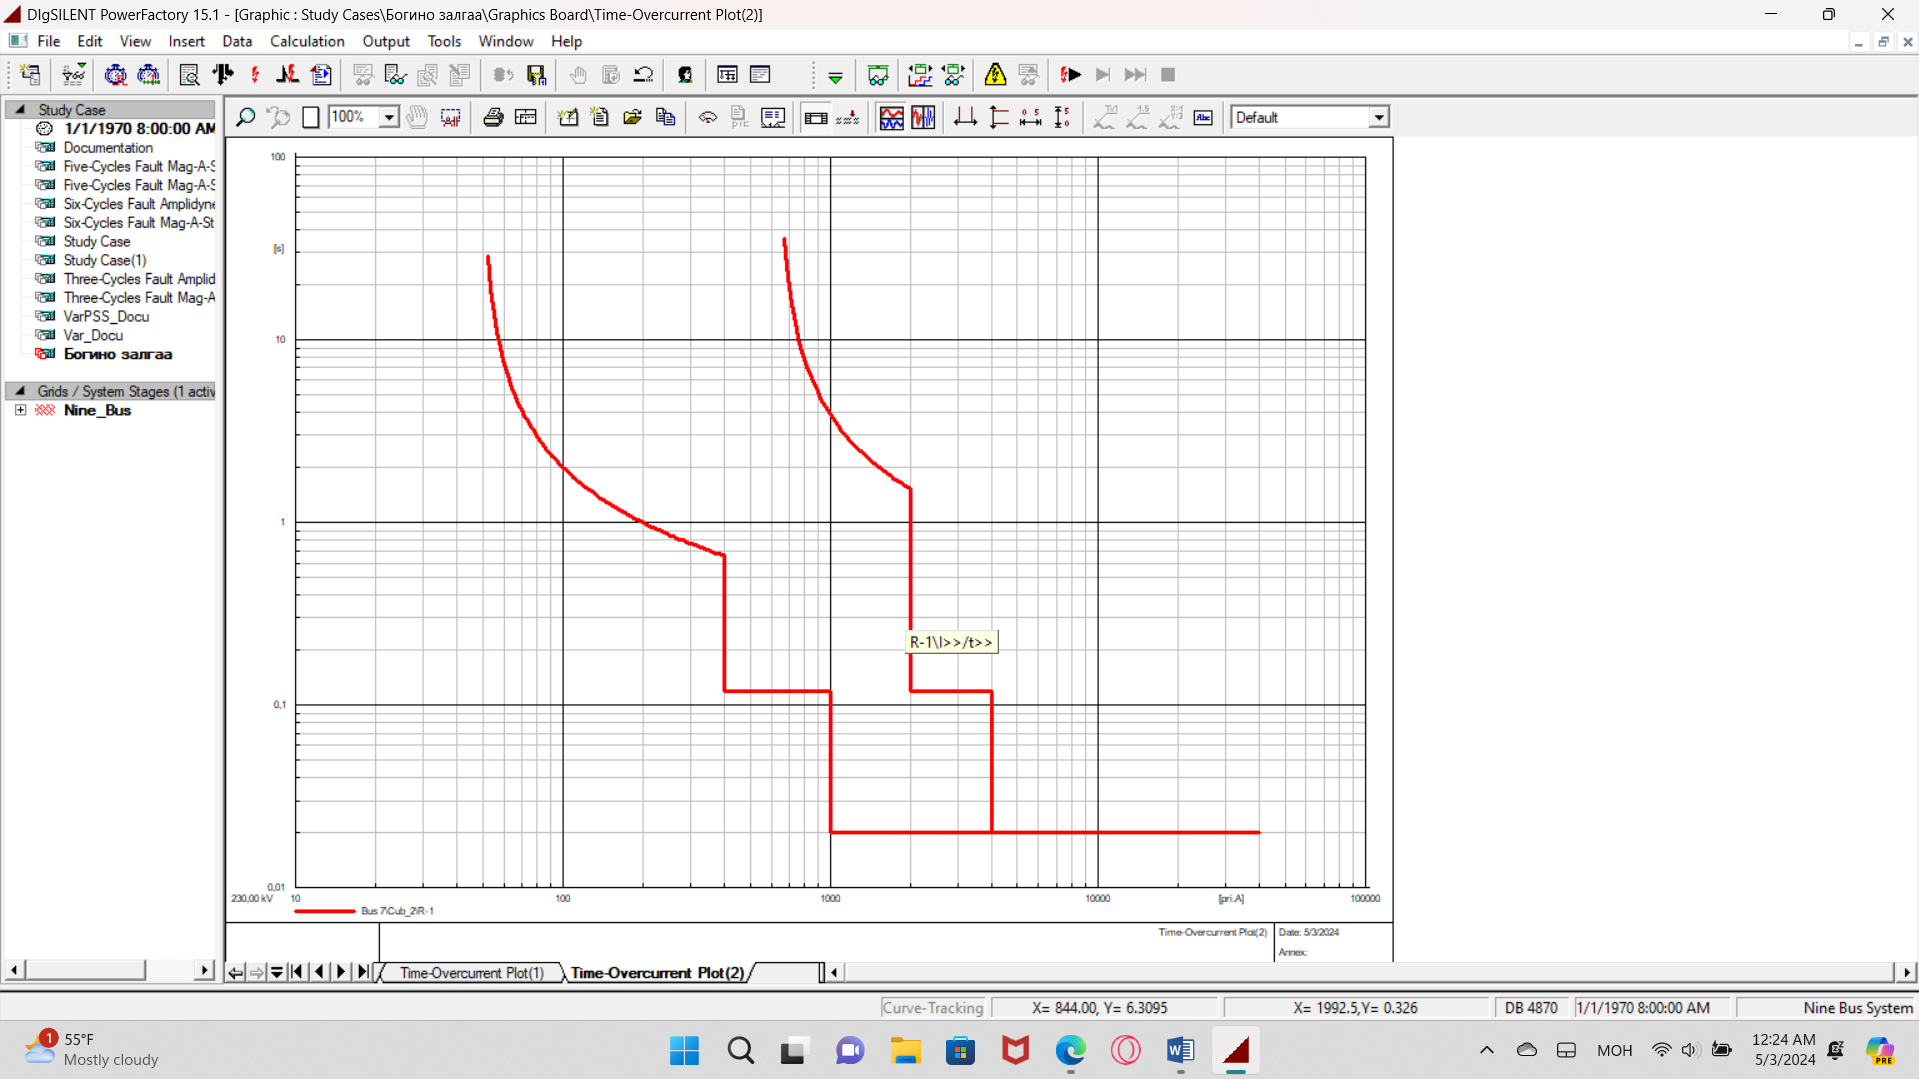 DIgSILENT PowerFactory 15.1 - [Graphic : Study Cases\Богино залгаа\Graphics Board\Time-Overcurrent Plot(2)]
File Edit View Insert Data Calculation Output Tools Window Help
100%
Default
Study Case
1/1/1970 8:00:00 AM
Documentation
Five-Cycles Fault Mag-A-S
Five-Cycles Fault Mag-A-S
Six-Cycles Fault Amplidyne
Six-Cycles Fault Mag-A-St
Study Case
Study Case(1)
Three-Cycles Fault Amplid
Three-Cycles Fault Mag-A
VarPSS_Docu
Var_Docu
Богино залгаа
Grids / System Stages (1 activ
Nine_Bus
100
[s]
10
1
R-1\I>>/t>>
0,1
0,01
230,00 kV 10 100 1000 10000 [pri.A] 100000
Bus 7\Cub_2\R-1
Time-Overcurrent Plot(2) Date: 5/3/2024
Annex:
Time-Overcurrent Plot(1) Time-Overcurrent Plot(2)
Curve-Tracking X= 844.00, Y= 6.3095 X= 1992.5,Y= 0.326 DB 4870 1/1/1970 8:00:00 AM Nine Bus System
1 55°F
Mostly cloudy
МОН
12:24 AM
5/3/2024
PRE